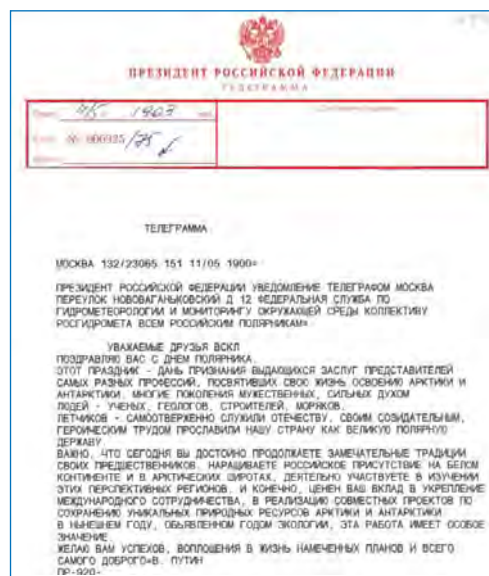 ПРЕЗИДЕНТ РОССИЙСКОЙ ФЕДЕРАЦИИ
ТЕЛЕГРАММА
1903
№ 000925/75
ТЕЛЕГРАММА
МОСКВА 132/23065 151 11/05 1900=
ПРЕЗИДЕНТ РОССИЙСКОЙ ФЕДЕРАЦИИ УВЕДОМЛЕНИЕ ТЕЛЕГРАФОМ МОСКВА
ПЕРЕУЛОК НОВОВАГАНЬКОВСКИЙ Д 12 ФЕДЕРАЛЬНАЯ СЛУЖБА ПО
ГИДРОМЕТЕОРОЛОГИИ И МОНИТОРИНГУ ОКРУЖАЮЩЕЙ СРЕДЫ КОЛЛЕКТИВУ
РОСГИДРОМЕТА ВСЕМ РОССИЙСКИМ ПОЛЯРНИКАМ=
УВАЖАЕМЫЕ ДРУЗЬЯ ВСКЛ
ПОЗДРАВЛЯЮ ВАС С ДНЕМ ПОЛЯРНИКА.
ЭТОТ ПРАЗДНИК - ДАНЬ ПРИЗНАНИЯ ВЫДАЮЩИХСЯ ЗАСЛУГ ПРЕДСТАВИТЕЛЕЙ
САМЫХ РАЗНЫХ ПРОФЕССИЙ, ПОСВЯТИВШИХ СВОЮ ЖИЗНЬ ОСВОЕНИЮ АРКТИКИ И
АНТАРКТИКИ. МНОГИЕ ПОКОЛЕНИЯ МУЖЕСТВЕННЫХ, СИЛЬНЫХ ДУХОМ
ЛЮДЕЙ - УЧЕНЫХ, ГЕОЛОГОВ, СТРОИТЕЛЕЙ, МОРЯКОВ,
ЛЕТЧИКОВ - САМООТВЕРЖЕННО СЛУЖИЛИ ОТЕЧЕСТВУ, СВОИМ СОЗИДАТЕЛЬНЫМ,
ГЕРОИЧЕСКИМ ТРУДОМ ПРОСЛАВИЛИ НАШУ СТРАНУ КАК ВЕЛИКУЮ ПОЛЯРНУЮ
ДЕРЖАВУ.
ВАЖНО, ЧТО СЕГОДНЯ ВЫ ДОСТОЙНО ПРОДОЛЖАЕТЕ ЗАМЕЧАТЕЛЬНЫЕ ТРАДИЦИИ
СВОИХ ПРЕДШЕСТВЕННИКОВ. НАРАЩИВАЕТЕ РОССИЙСКОЕ ПРИСУТСТВИЕ НА БЕЛОМ
КОНТИНЕНТЕ И В АРКТИЧЕСКИХ ШИРОТАХ, ДЕЯТЕЛЬНО УЧАСТВУЕТЕ В ИЗУЧЕНИИ
ЭТИХ ПЕРСПЕКТИВНЫХ РЕГИОНОВ. И КОНЕЧНО, ЦЕНЕН ВАШ ВКЛАД В УКРЕПЛЕНИЕ
МЕЖДУНАРОДНОГО СОТРУДНИЧЕСТВА, В РЕАЛИЗАЦИЮ СОВМЕСТНЫХ ПРОЕКТОВ ПО
СОХРАНЕНИЮ УНИКАЛЬНЫХ ПРИРОДНЫХ РЕСУРСОВ АРКТИКИ И АНТАРКТИКИ
В НЫНЕШНЕМ ГОДУ, ОБЪЯВЛЕННОМ ГОДОМ ЭКОЛОГИИ, ЭТА РАБОТА ИМЕЕТ ОСОБОЕ
ЗНАЧЕНИЕ.
ЖЕЛАЮ ВАМ УСПЕХОВ, ВОПЛОЩЕНИЯ В ЖИЗНЬ НАМЕЧЕННЫХ ПЛАНОВ И ВСЕГО
САМОГО ДОБРОГО=В. ПУТИН
ПР-920-